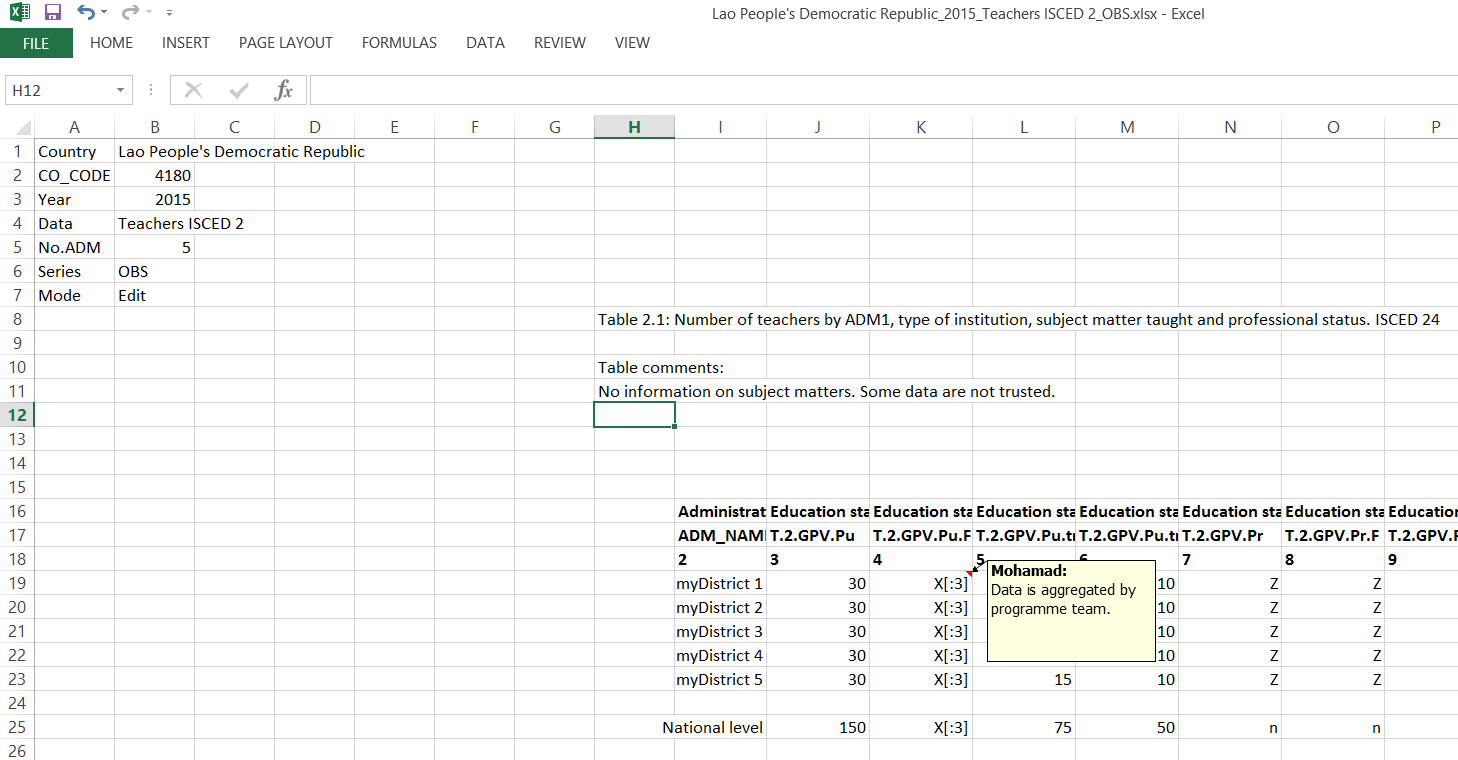 Lao People's Democratic Republic_2015_Teachers ISCED 2_OBS.xlsx - Excel
FILE HOME INSERT PAGE LAYOUT FORMULAS DATA REVIEW VIEW
H12 fx
A B C D E F G H I J K L M N O P
1 Country Lao People's Democratic Republic
2 CO_CODE 4180
3 Year 2015
4 Data Teachers ISCED 2
5 No.ADM 5
6 Series OBS
7 Mode Edit
8 Table 2.1: Number of teachers by ADM1, type of institution, subject matter taught and professional status. ISCED 24
9
10 Table comments:
11 No information on subject matters. Some data are not trusted.
12
13
14
15
16 Administrat Education sta Education sta Education sta Education sta Education sta Education sta Education
17 ADM_NAM T.2.GPV.Pu T.2.GPV.Pu.F T.2.GPV.Pu.tr T.2.GPV.Pu.tr T.2.GPV.Pr T.2.GPV.Pr.F T.2.GPV.P
18 2 3 4 5 6 7 8 9
19 myDistrict 1 30 X[:3] 10 Z Z
20 myDistrict 2 30 X[:3] 10 Z Z
21 myDistrict 3 30 X[:3] 10 Z Z
22 myDistrict 4 30 X[:3] 10 Z Z
23 myDistrict 5 30 X[:3] 15 10 Z Z
24
25 National level 150 X[:3] 75 50 n n
26
Mohamad:
Data is aggregated by
programme team.